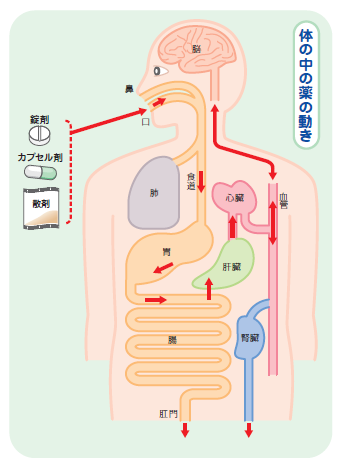 体の中の薬の動き
脳
鼻
口
錠剤
カプセル剤
散剤
食道
肺
心臓
血管
胃
肝臓
腸
腎臓
肛門